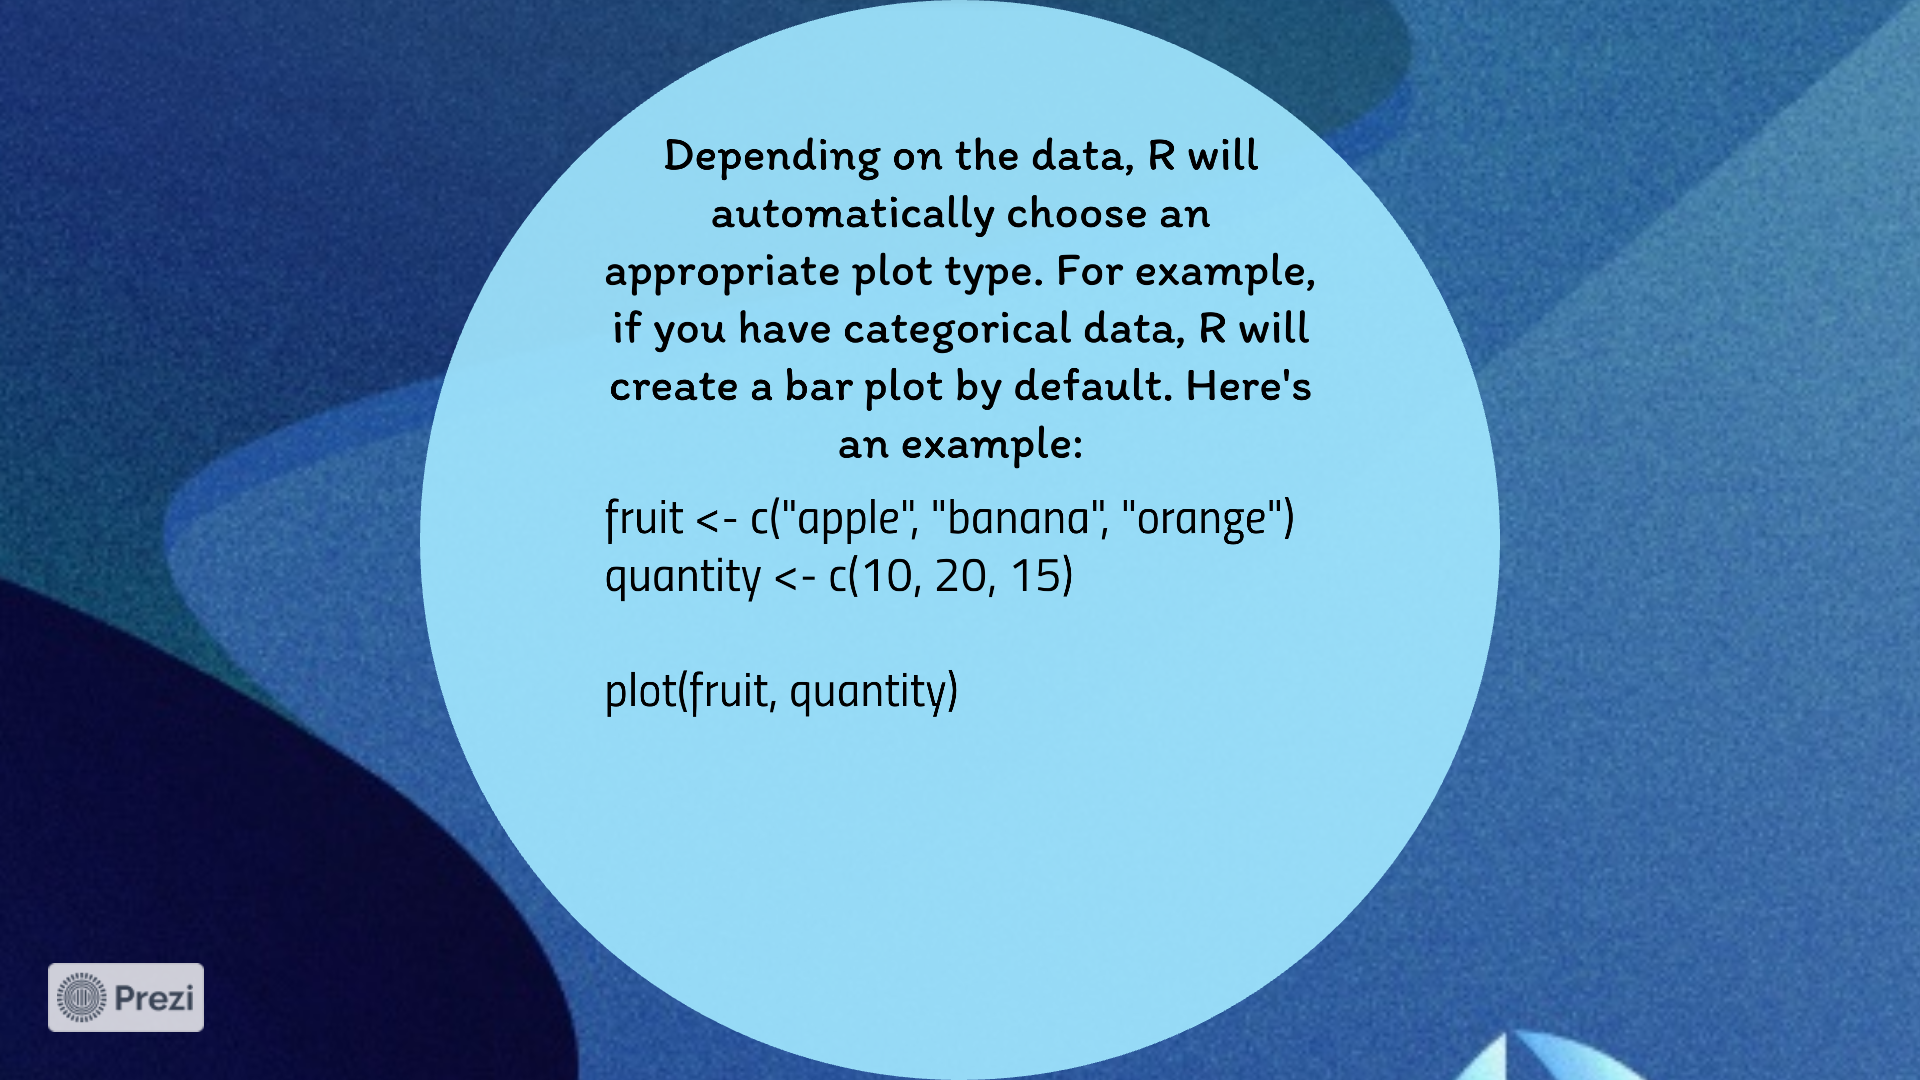 Depending on the data, R will
automatically choose an
appropriate plot type. For example,
if you have categorical data, R will
create a bar plot by default. Here's
an example:
fruit <- c("apple", "banana", "orange")
quantity <- c(10, 20, 15)
plot(fruit, quantity)
Prezi